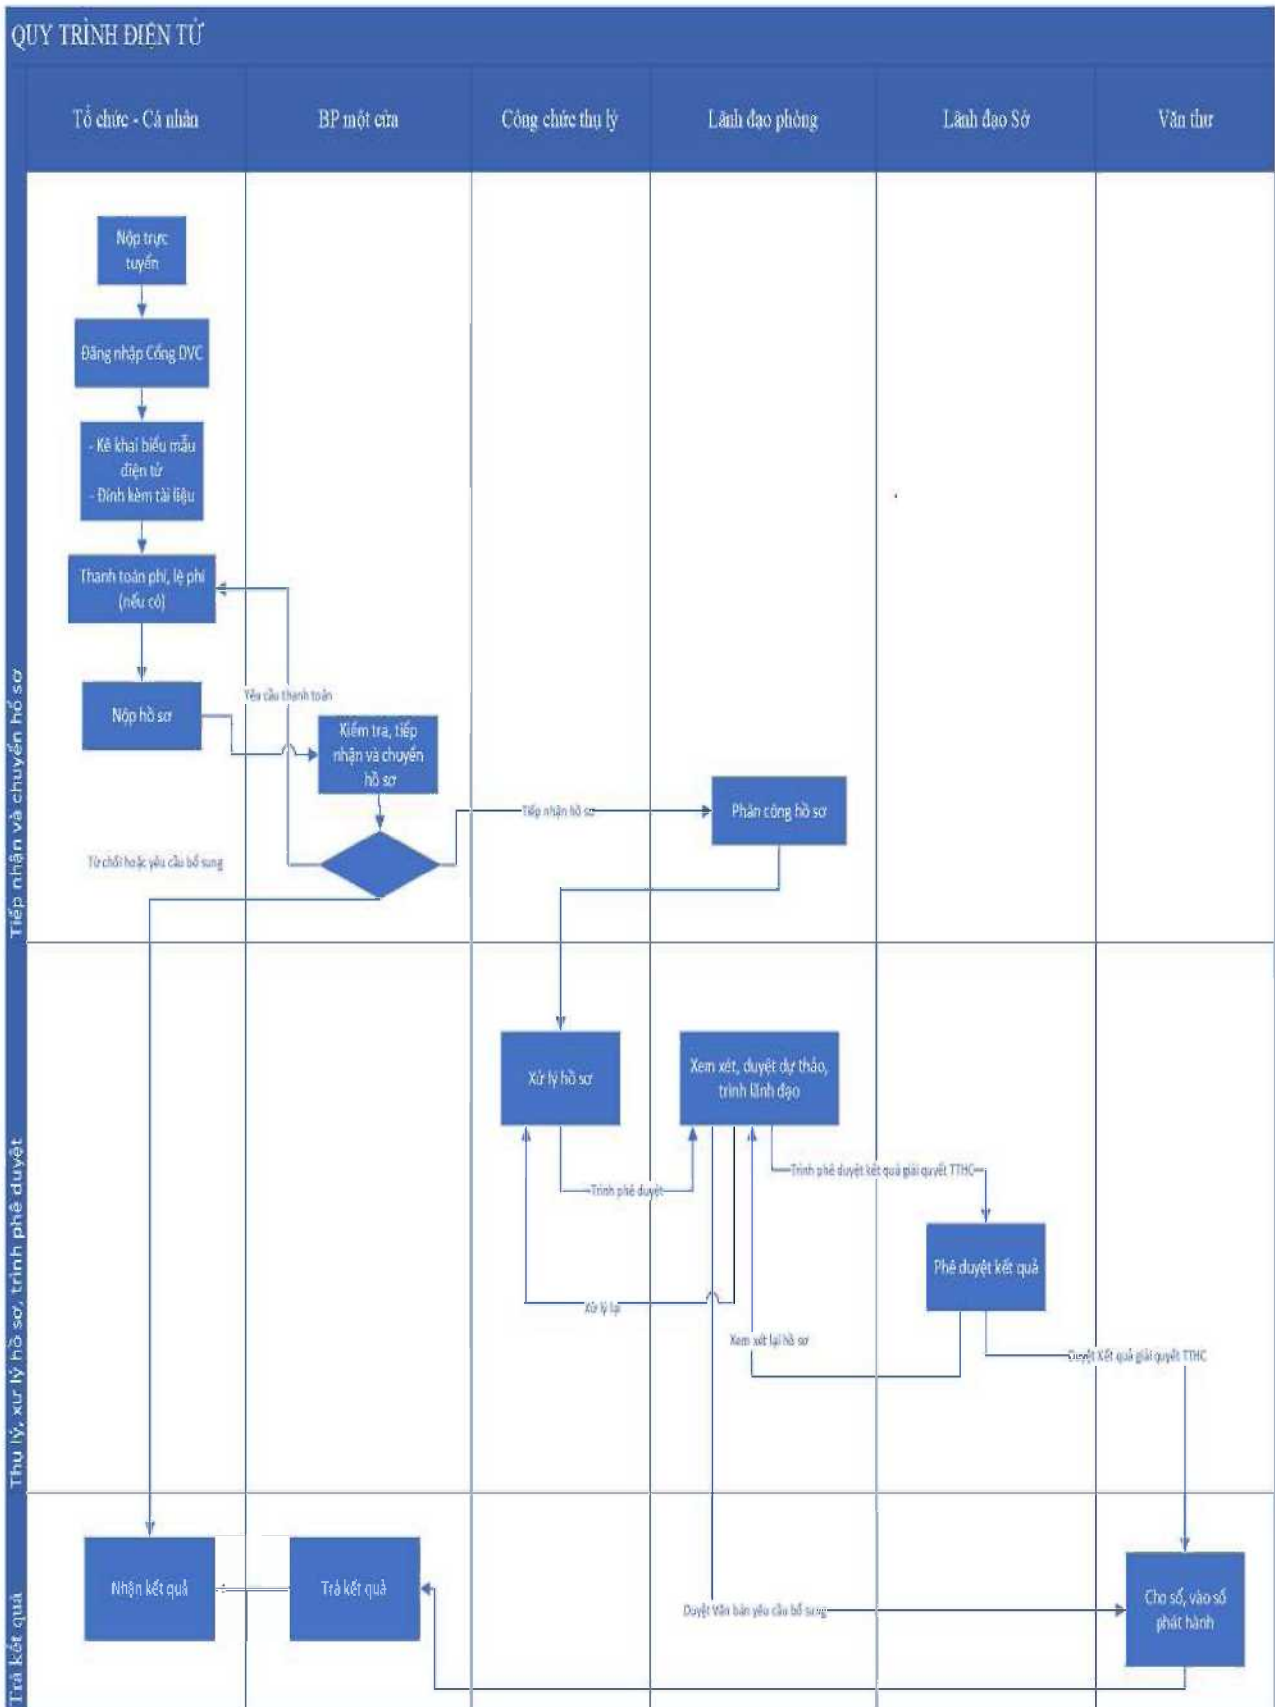 QUY TRÌNH ĐIỆN TỬ
Tổ chức - Cá nhân
BP một cửa
Công chức thụ lý
Lãnh đạo phòng
Lãnh đạo Sở
Văn thư
Tiếp nhận và chuyển hồ sơ
Nộp trực
tuyến
Đăng nhập Cổng DVC
- Kê khai biểu mẫu
điện tử
- Đính kèm tài liệu
Thanh toán phí, lệ phí
(nếu có)
Nộp hồ sơ
Yêu cầu thanh toán
Kiểm tra, tiếp
nhận và chuyển
hồ sơ
Tiếp nhận hồ sơ
Phân công hồ sơ
Từ chối hoặc yêu cầu bổ sung
Thụ lý, xử lý hồ sơ, trình phê duyệt
Xử lý hồ sơ
Xem xét, duyệt dự thảo,
trình lãnh đạo
Trình phê duyệt
Trình phê duyệt kết quả giải quyết TTHC
Phê duyệt kết quả
Xử lý lại
Xem xét lại hồ sơ
Duyệt Kết quả giải quyết TTHC
Trả kết quả
Nhận kết quả
Trả kết quả
Duyệt Văn bản yêu cầu bổ sung
Cho số, vào sổ
phát hành